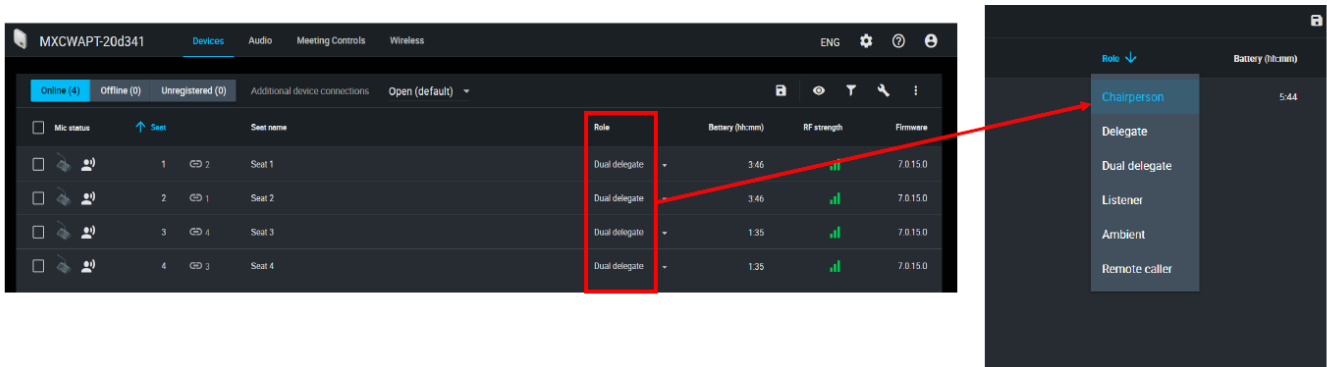 MXCWAPT-20d341 Devices Audio Meeting Controls Wireless ENG
Online (4) Offline (0) Unregistered (0) Additional device connections Open (default)
Mic status Seat Seat name Role Battery (hh:mm) RF strength Firmware
1 2 Seat 1 Dual delegate 3:46 7.0.15.0
2 1 Seat 2 Dual delegate 3:46 7.0.15.0
3 4 Seat 3 Dual delegate 1:35 7.0.15.0
4 3 Seat 4 Dual delegate 1:35 7.0.15.0
Role Battery (hh:mm)
Chairperson 5:44
Delegate
Dual delegate
Listener
Ambient
Remote caller